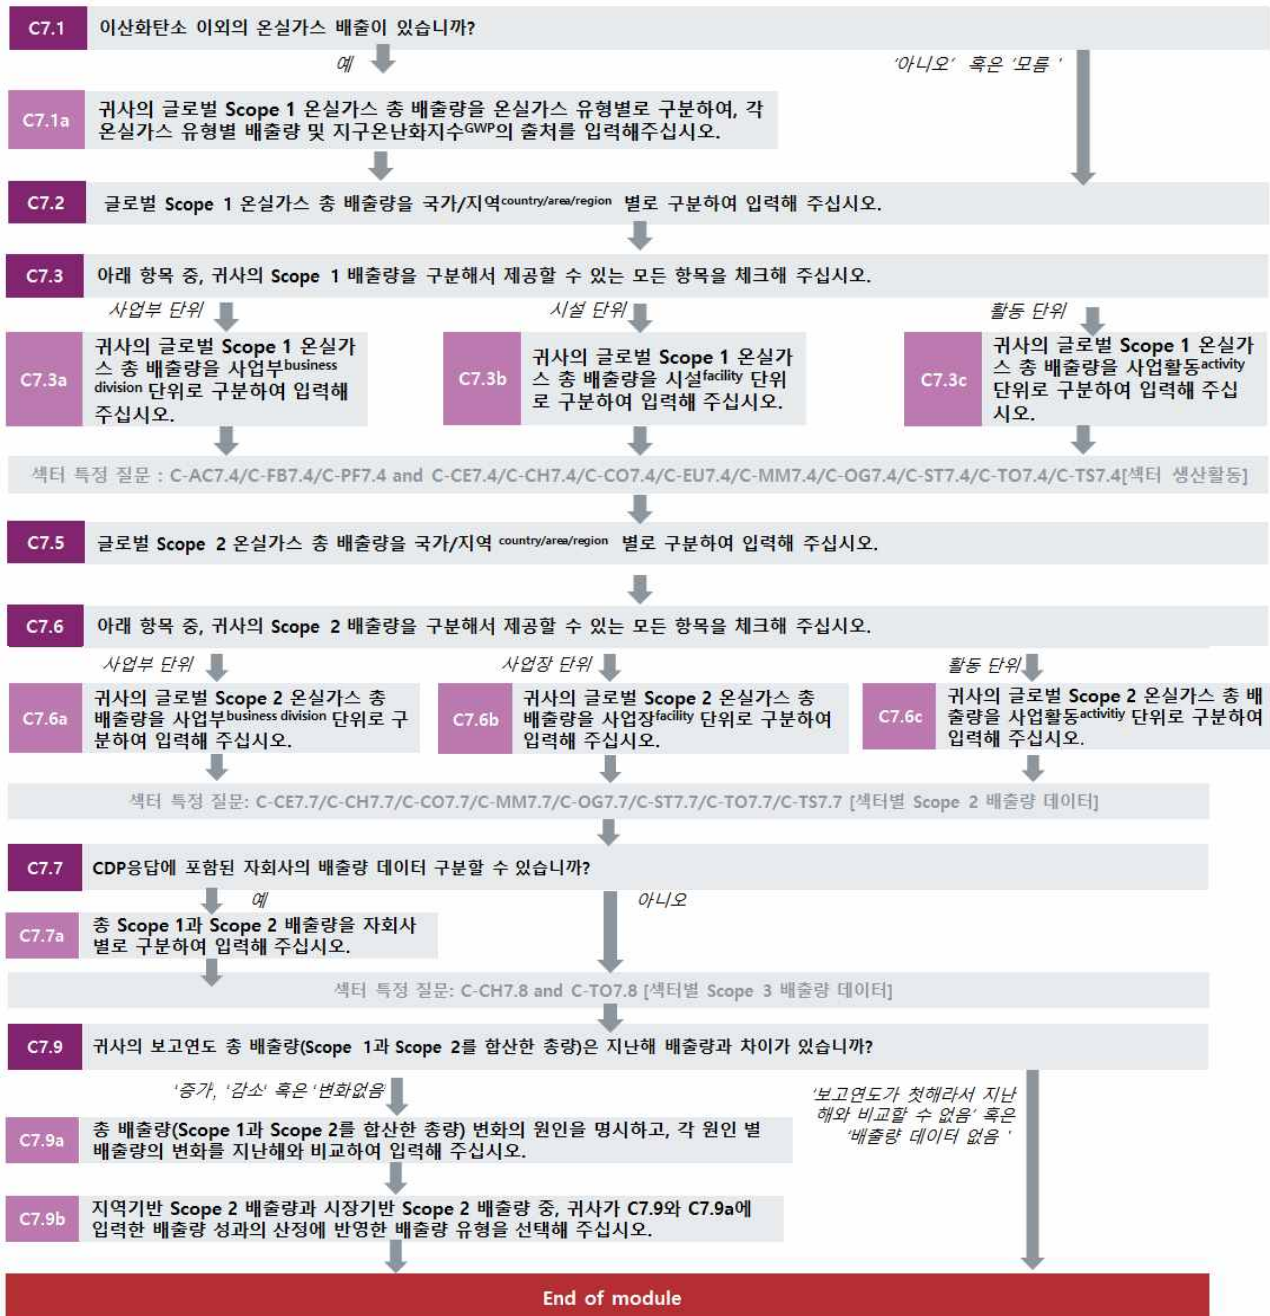 C7.1
이산화탄소 이외의 온실가스 배출이 있습니까?
예
'아니오' 혹은 '모름 '
C7.1a
귀사의 글로벌 Scope 1 온실가스 총 배출량을 온실가스 유형별로 구분하여, 각
온실가스 유형별 배출량 및 지구온난화지수GWP의 출처를 입력해주십시오.
C7.2
글로벌 Scope 1 온실가스 총 배출량을 국가/지역country/area/region 별로 구분하여 입력해 주십시오.
C7.3
아래 항목 중, 귀사의 Scope 1 배출량을 구분해서 제공할 수 있는 모든 항목을 체크해 주십시오.
사업부 단위
시설 단위
활동 단위
C7.3a
귀사의 글로벌 Scope 1 온실가
스 총 배출량을 사업부business
division 단위로 구분하여 입력해
주십시오.
C7.3b
귀사의 글로벌 Scope 1 온실가
스 총 배출량을 시설facility 단위
로 구분하여 입력해 주십시오.
C7.3c
귀사의 글로벌 Scope 1 온실가
스 총 배출량을 사업활동activity
단위로 구분하여 입력해 주십
시오.
섹터 특정 질문 : C-AC7.4/C-FB7.4/C-PF7.4 and C-CE7.4/C-CH7.4/C-CO7.4/C-EU7.4/C-MM7.4/C-OG7.4/C-ST7.4/C-TO7.4/C-TS7.4[섹터 생산활동]
C7.5
글로벌 Scope 2 온실가스 총 배출량을 국가/지역 country/area/region 별로 구분하여 입력해 주십시오.
C7.6
아래 항목 중, 귀사의 Scope 2 배출량을 구분해서 제공할 수 있는 모든 항목을 체크해 주십시오.
사업부 단위
사업장 단위
활동 단위
C7.6a
귀사의 글로벌 Scope 2 온실가스 총
배출량을 사업부business division 단위로 구
분하여 입력해 주십시오.
C7.6b
귀사의 글로벌 Scope 2 온실가스 총
배출량을 사업장facility 단위로 구분하여
입력해 주십시오.
C7.6c
귀사의 글로벌 Scope 2 온실가스 총 배
출량을 사업활동activitiy 단위로 구분하여
입력해 주십시오.
섹터 특정 질문: C-CE7.7/C-CH7.7/C-CO7.7/C-MM7.7/C-OG7.7/C-ST7.7/C-TO7.7/C-TS7.7 [섹터별 Scope 2 배출량 데이터]
C7.7
CDP응답에 포함된 자회사의 배출량 데이터 구분할 수 있습니까?
예
아니오
C7.7a
총 Scope 1과 Scope 2 배출량을 자회사
별로 구분하여 입력해 주십시오.
섹터 특정 질문: C-CH7.8 and C-TO7.8 [섹터별 Scope 3 배출량 데이터]
C7.9
귀사의 보고연도 총 배출량(Scope 1과 Scope 2를 합산한 총량)은 지난해 배출량과 차이가 있습니까?
'증가', '감소' 혹은 '변화없음'
'보고연도가 첫해라서 지난
해와 비교할 수 없음' 혹은
'배출량 데이터 없음 '
C7.9a
총 배출량(Scope 1과 Scope 2를 합산한 총량) 변화의 원인을 명시하고, 각 원인 별
배출량의 변화를 지난해와 비교하여 입력해 주십시오.
C7.9b
지역기반 Scope 2 배출량과 시장기반 Scope 2 배출량 중, 귀사가 C7.9와 C7.9a에
입력한 배출량 성과의 산정에 반영한 배출량 유형을 선택해 주십시오.
End of module